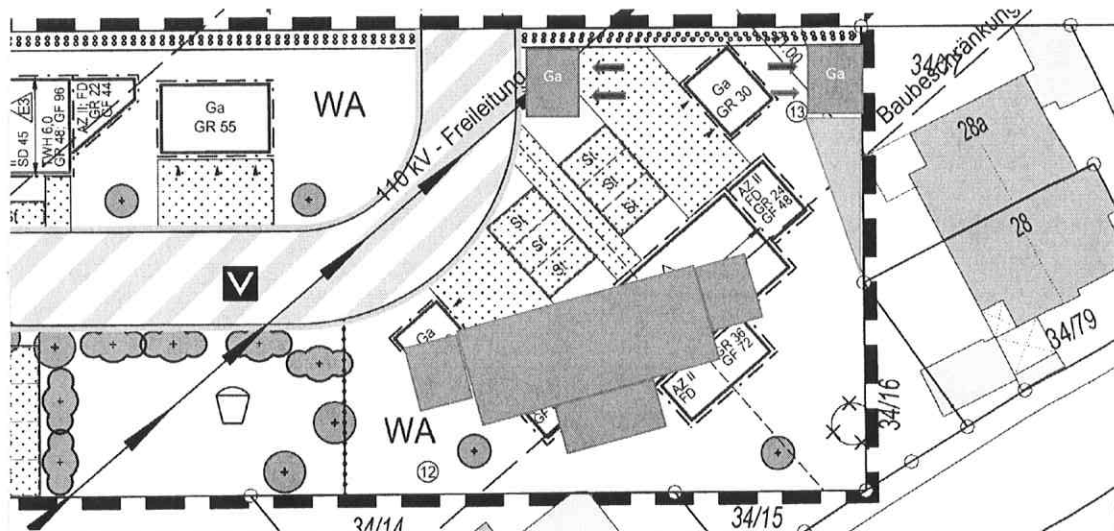 E3
SD 45
WH 6,0
GR 48; GF 96
AZ II; FD
GR 22
GF 44
Ga
GR 55
WA
110 kV - Freileitung
Ga
Ga
GR 30
Ga
13
Baubeschränkung
28a
28
34/79
St
St
St
St
St
St
AZ II
FD
GR 24
GF 48
V
Ga
GR 36
GF 72
AZ II
FD
GF
WA
12
34/16
34/14
34/15